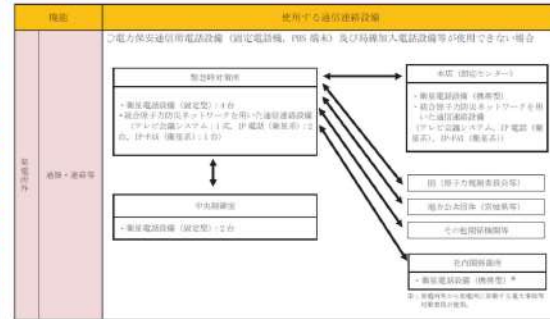 機能
使用する通信連絡設備
発電所外
通報・連絡等
○電力保安通信用電話設備（固定電話機、PHS 端末）及び局線加入電話設備等が使用できない場合
緊急時対策所
・衛星電話設備（固定型）：4台
・統合原子力防災ネットワークを用いた通信連絡設備
（テレビ会議システム：1式、IP電話（衛星系）：2
台、IP-FAX（衛星系）：1台）
中央制御室
・衛星電話設備（固定型）：2台
本店（即応センター）
・衛星電話設備（携帯型）
・統合原子力防災ネットワークを用
いた通信連絡設備
（テレビ会議システム、IP電話（衛
星系）、IP-FAX（衛星系））
国（原子力規制委員会等）
地方公共団体（宮城県等）
その他関係機関等
社内関係箇所
・衛星電話設備（携帯型）※